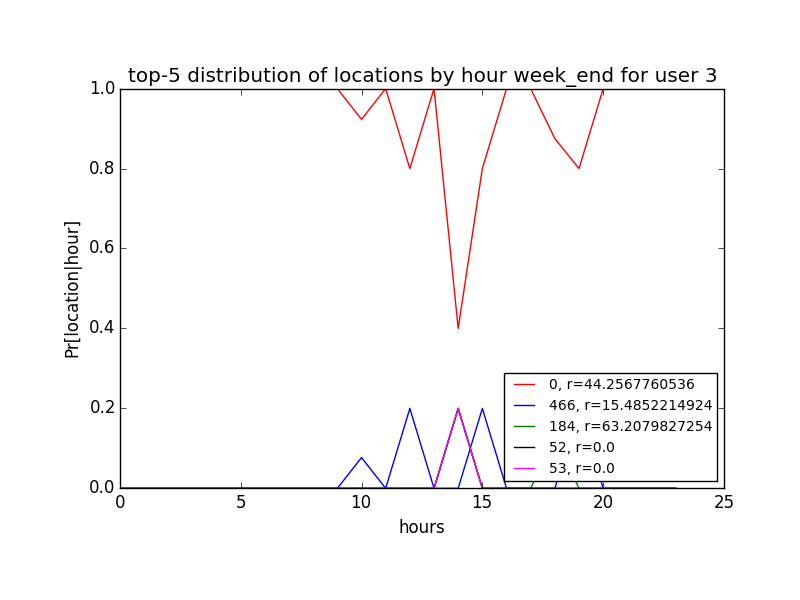 top-5 distribution of locations by hour week_end for user 3
1.0
0.8
0.6
0.4
0.2
0.0
Pr[location|hour]
0, r=44.2567760536
466, r=15.4852214924
184, r=63.2079827254
52, r=0.0
53, r=0.0
0 5 10 15 20 25
hours